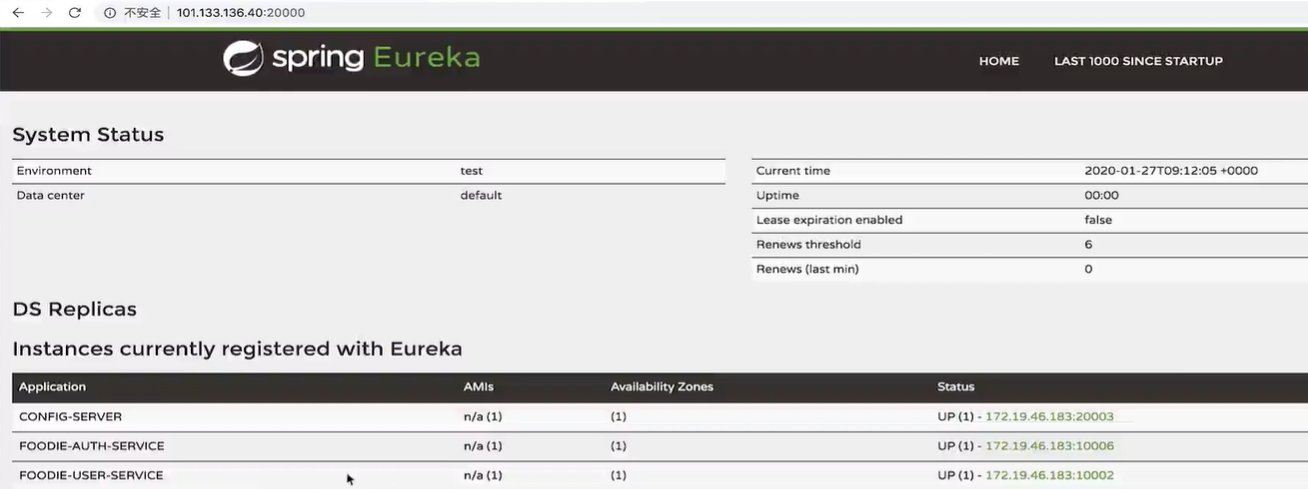 不安全 101.133.136.40:20000
spring Eureka
HOME LAST 1000 SINCE STARTUP
System Status
Environment test
Data center default
Current time 2020-01-27T09:12:05 +0000
Uptime 00:00
Lease expiration enabled false
Renews threshold 6
Renews (last min) 0
DS Replicas
Instances currently registered with Eureka
Application AMIs Availability Zones Status
CONFIG-SERVER n/a (1) (1) UP (1) - 172.19.46.183:20003
FOODIE-AUTH-SERVICE n/a (1) (1) UP (1) - 172.19.46.183:10006
FOODIE-USER-SERVICE n/a (1) (1) UP (1) - 172.19.46.183:10002